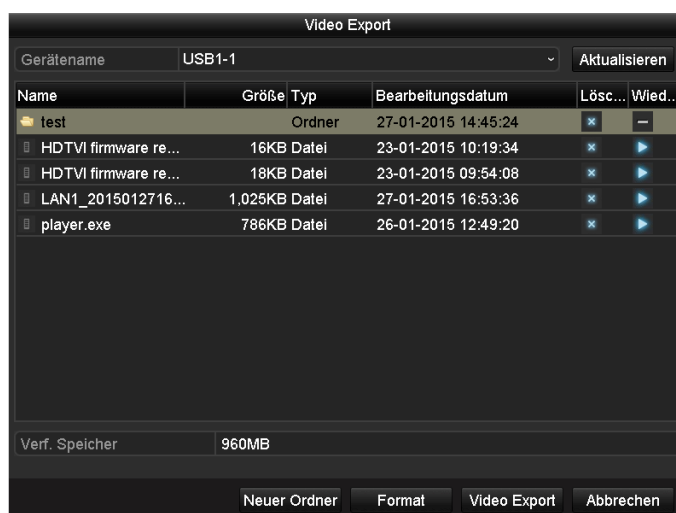 Video Export
Gerätename USB1-1 Aktualisieren
Name Größe Typ Bearbeitungsdatum Lösc... Wied..
test Ordner 27-01-2015 14:45:24
HDTVI firmware re... 16KB Datei 23-01-2015 10:19:34
HDTVI firmware re... 18KB Datei 23-01-2015 09:54:08
LAN1_2015012716... 1,025KB Datei 27-01-2015 16:53:36
player.exe 786KB Datei 26-01-2015 12:49:20
Verf. Speicher 960MB
Neuer Ordner Format Video Export Abbrechen